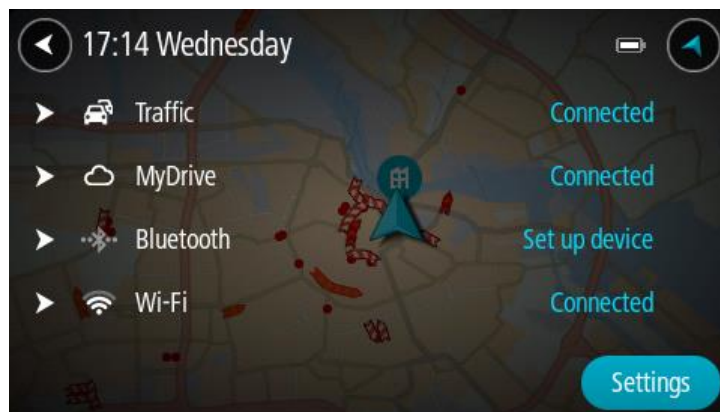 17:14 Wednesday
Traffic Connected
MyDrive Connected
Bluetooth Set up device
Wi-Fi Connected
Settings